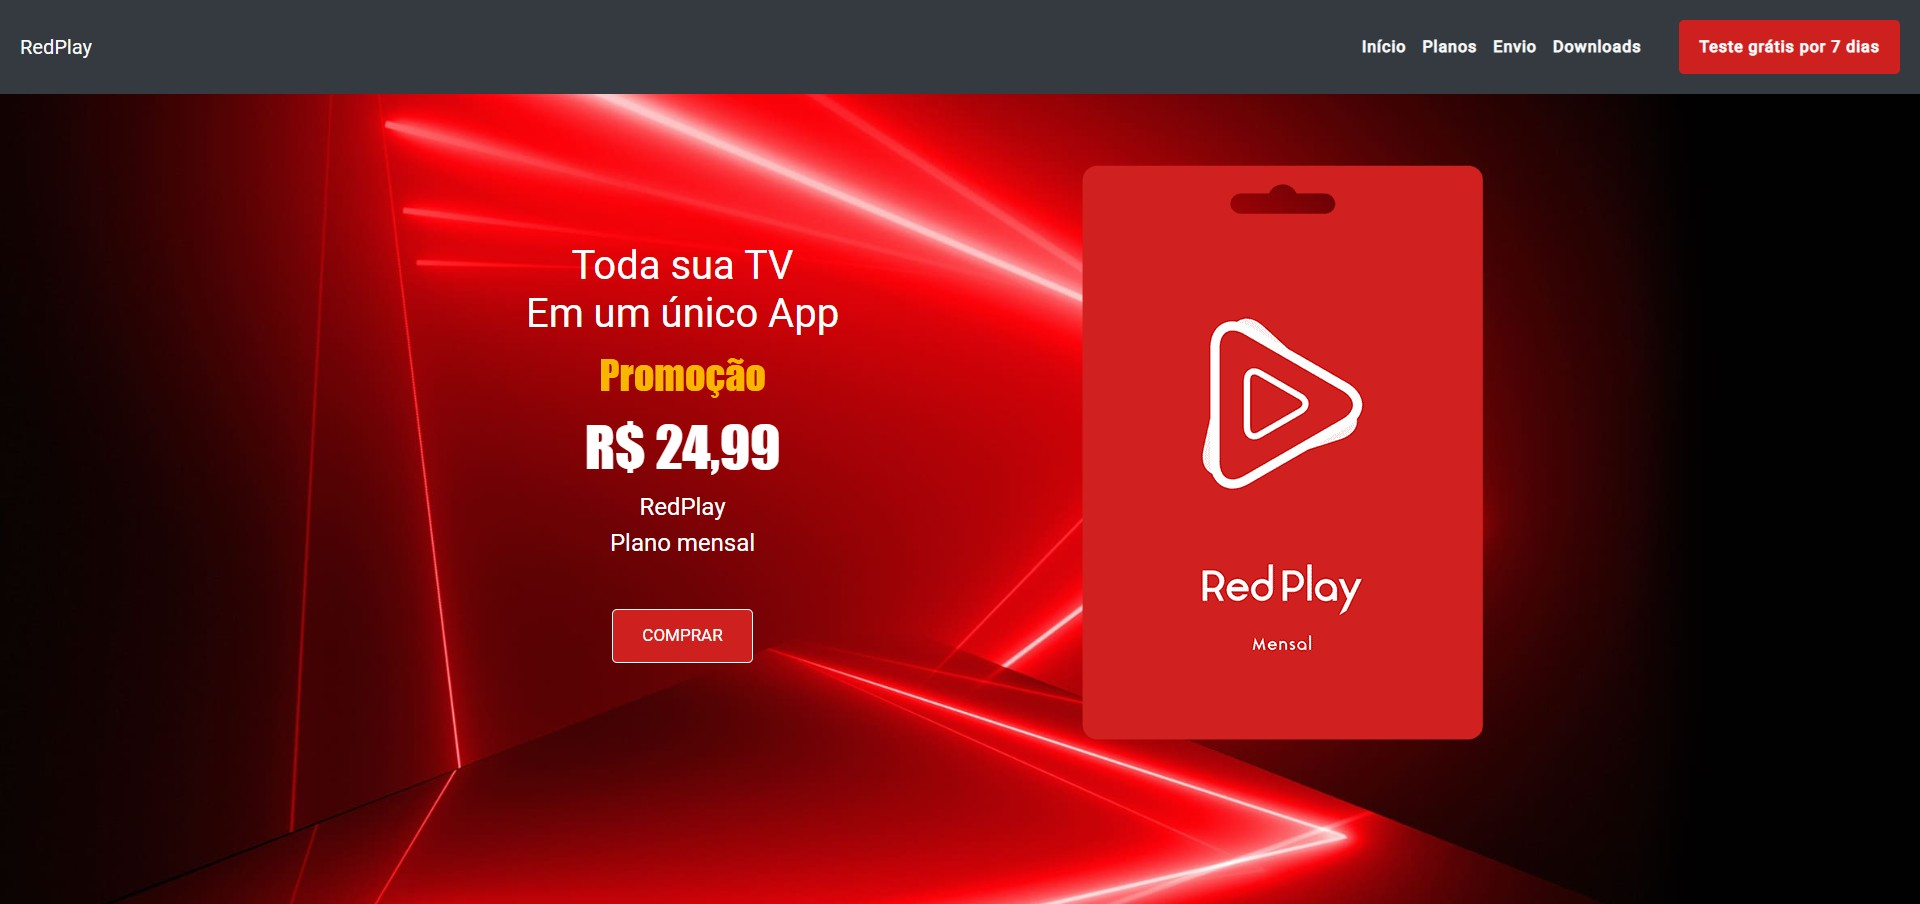 RedPlay
Início Planos Envio Downloads Teste grátis por 7 dias
Toda sua TV
Em um único App
Promoção
R$ 24,99
RedPlay
Plano mensal
COMPRAR
Red Play
Mensal